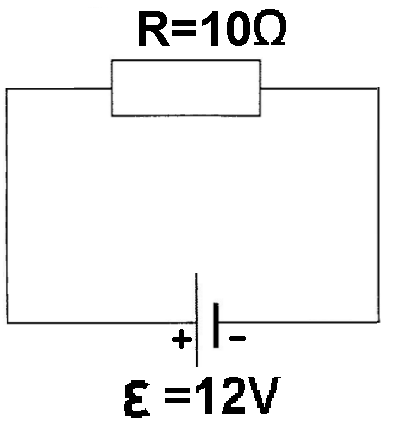 R=10Ω
+ -
ε =12V